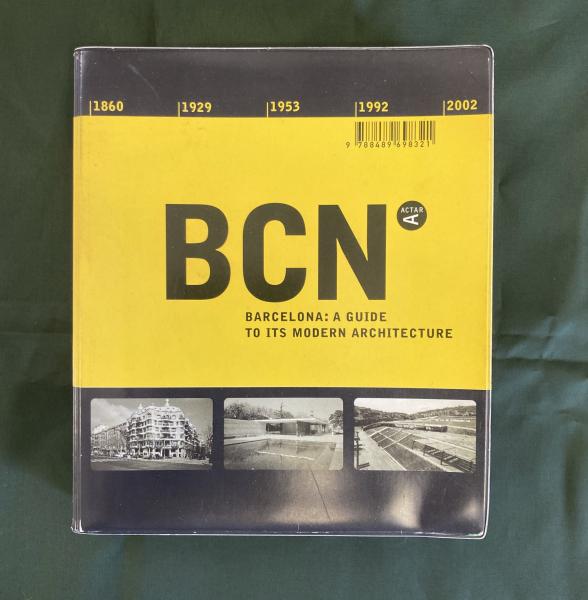 |1860 |1929 |1953 |1992 |2002
9 788489 698321
BCN
ACTAR
A
BARCELONA: A GUIDE
TO ITS MODERN ARCHITECTURE